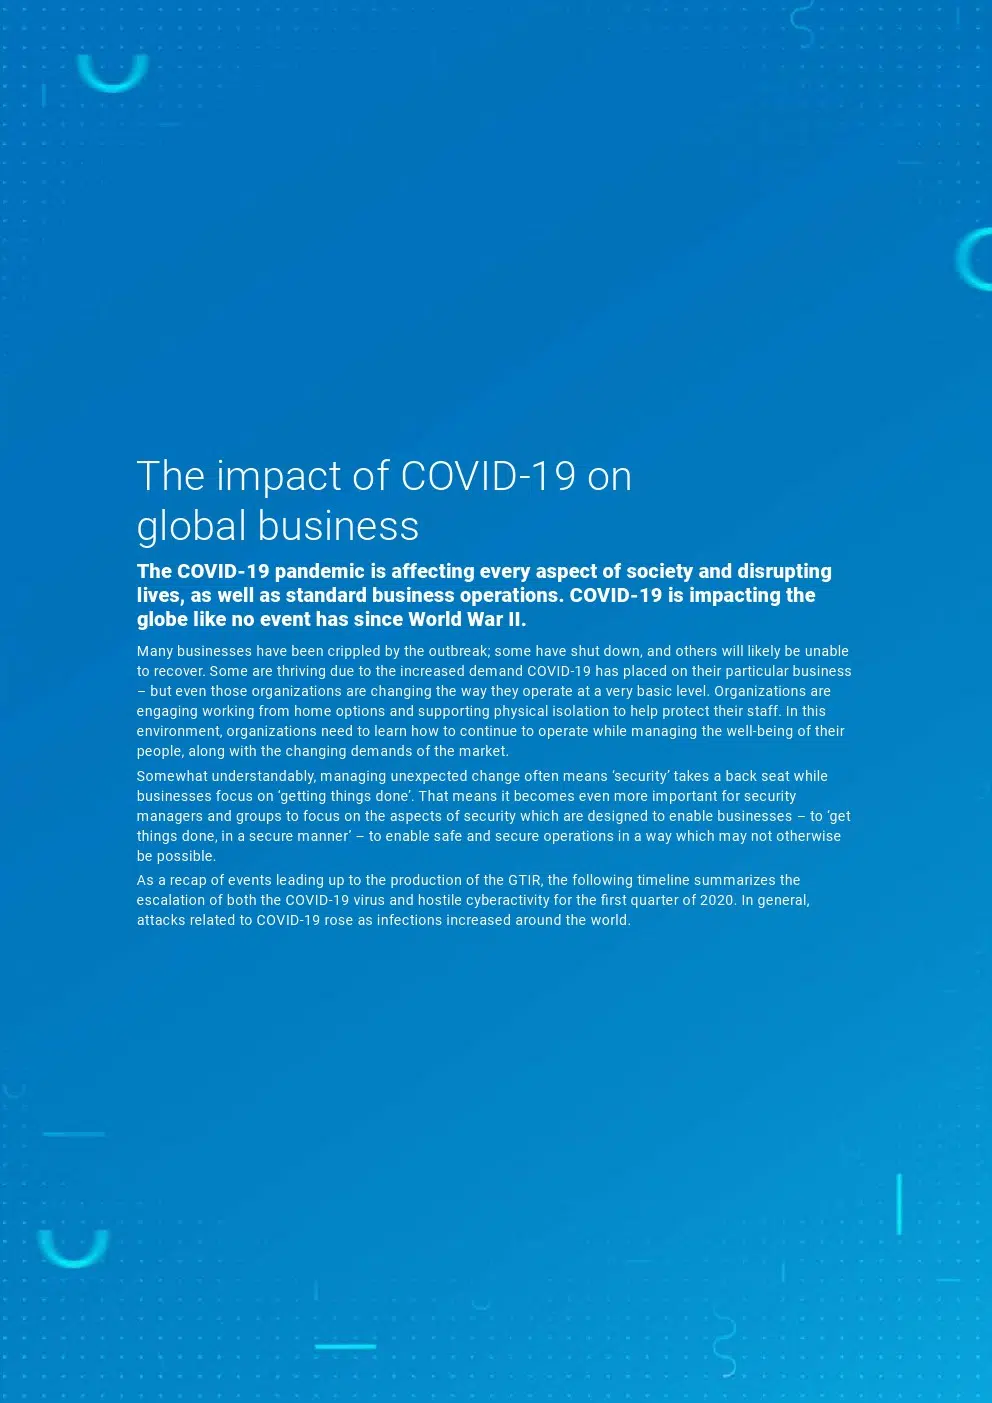 The impact of COVID-19 on
global business
The COVID-19 pandemic is affecting every aspect of society and disrupting
lives, as well as standard business operations. COVID-19 is impacting the
globe like no event has since World War II.
Many businesses have been crippled by the outbreak; some have shut down, and others will likely be unable
to recover. Some are thriving due to the increased demand COVID-19 has placed on their particular business
– but even those organizations are changing the way they operate at a very basic level. Organizations are
engaging working from home options and supporting physical isolation to help protect their staff. In this
environment, organizations need to learn how to continue to operate while managing the well-being of their
people, along with the changing demands of the market.
Somewhat understandably, managing unexpected change often means ‘security’ takes a back seat while
businesses focus on ‘getting things done’. That means it becomes even more important for security
managers and groups to focus on the aspects of security which are designed to enable businesses – to ‘get
things done, in a secure manner’ – to enable safe and secure operations in a way which may not otherwise
be possible.
As a recap of events leading up to the production of the GTIR, the following timeline summarizes the
escalation of both the COVID-19 virus and hostile cyberactivity for the first quarter of 2020. In general,
attacks related to COVID-19 rose as infections increased around the world.